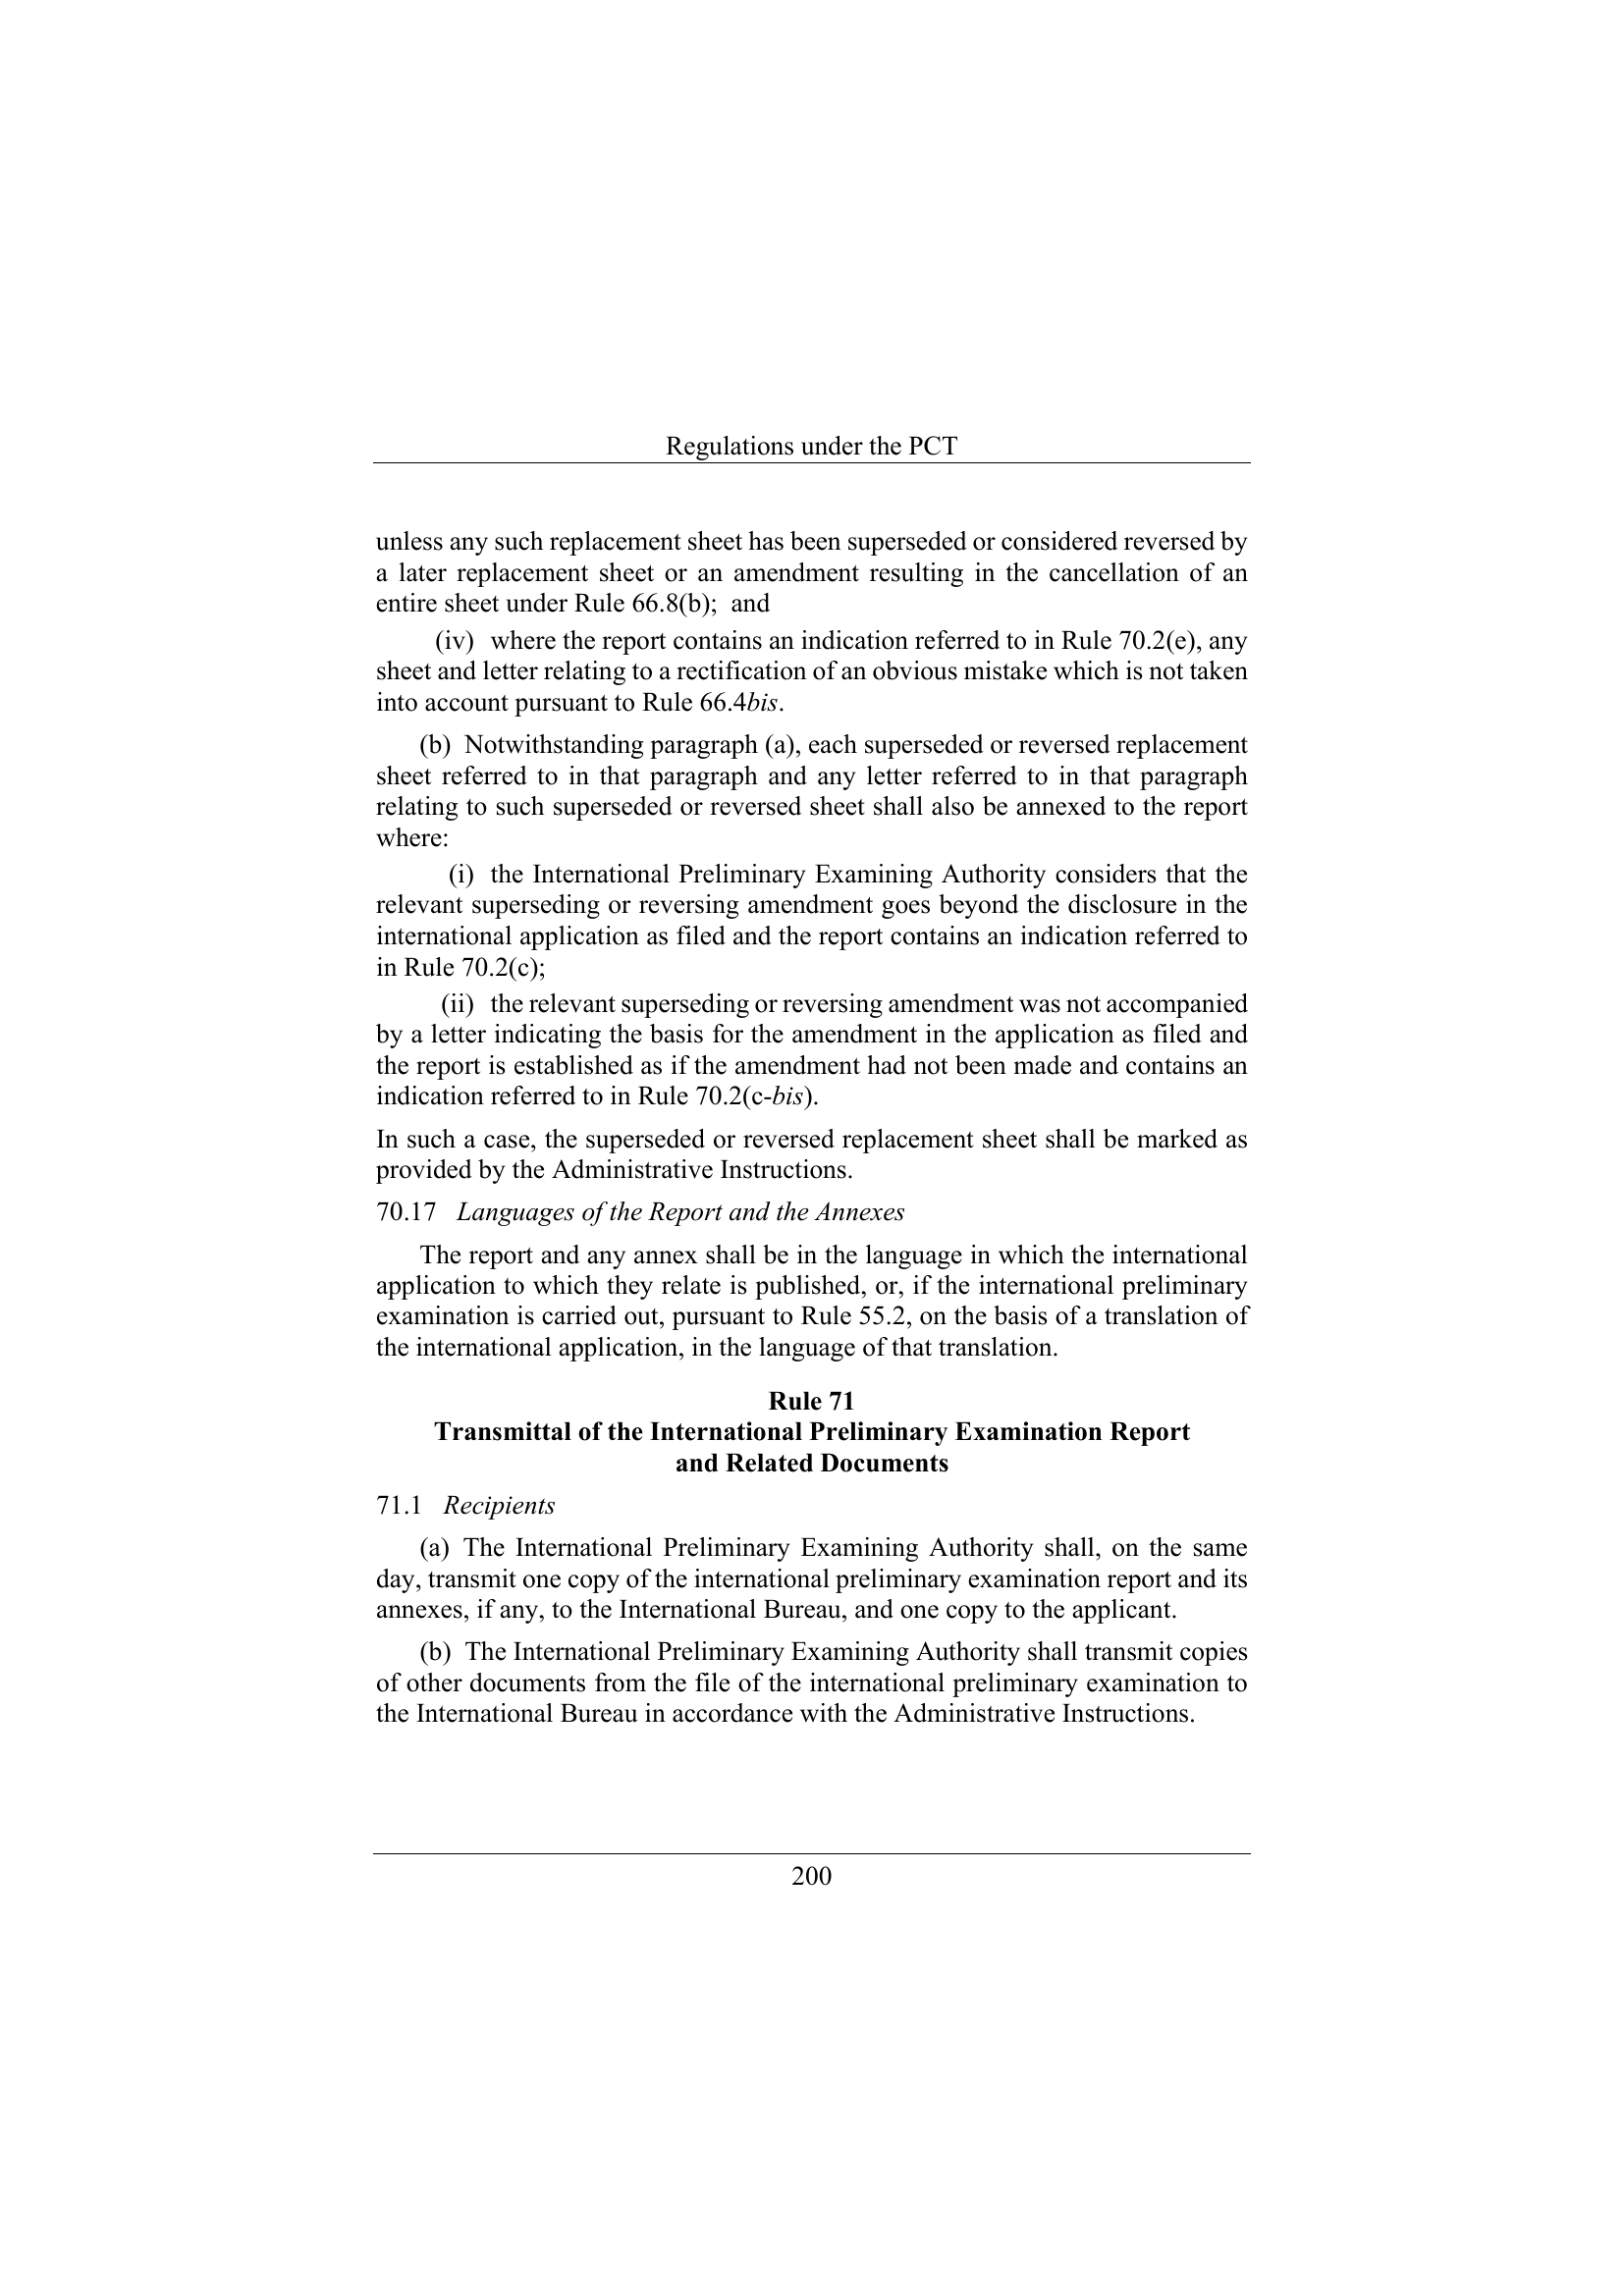 Regulations under the PCT
unless any such replacement sheet has been superseded or considered reversed by
a later replacement sheet or an amendment resulting in the cancellation of an
entire sheet under Rule 66.8(b);  and
(iv)  where the report contains an indication referred to in Rule 70.2(e), any
sheet and letter relating to a rectification of an obvious mistake which is not taken
into account pursuant to Rule 66.4bis.
(b)  Notwithstanding paragraph (a), each superseded or reversed replacement
sheet referred to in that paragraph and any letter referred to in that paragraph
relating to such superseded or reversed sheet shall also be annexed to the report
where:
(i)  the International Preliminary Examining Authority considers that the
relevant superseding or reversing amendment goes beyond the disclosure in the
international application as filed and the report contains an indication referred to
in Rule 70.2(c);
(ii)  the relevant superseding or reversing amendment was not accompanied
by a letter indicating the basis for the amendment in the application as filed and
the report is established as if the amendment had not been made and contains an
indication referred to in Rule 70.2(c-bis).
In such a case, the superseded or reversed replacement sheet shall be marked as
provided by the Administrative Instructions.
70.17  Languages of the Report and the Annexes
The report and any annex shall be in the language in which the international
application to which they relate is published, or, if the international preliminary
examination is carried out, pursuant to Rule 55.2, on the basis of a translation of
the international application, in the language of that translation.
Rule 71
Transmittal of the International Preliminary Examination Report
and Related Documents
71.1  Recipients
(a)  The International Preliminary Examining Authority shall, on the same
day, transmit one copy of the international preliminary examination report and its
annexes, if any, to the International Bureau, and one copy to the applicant.
(b)  The International Preliminary Examining Authority shall transmit copies
of other documents from the file of the international preliminary examination to
the International Bureau in accordance with the Administrative Instructions.
200